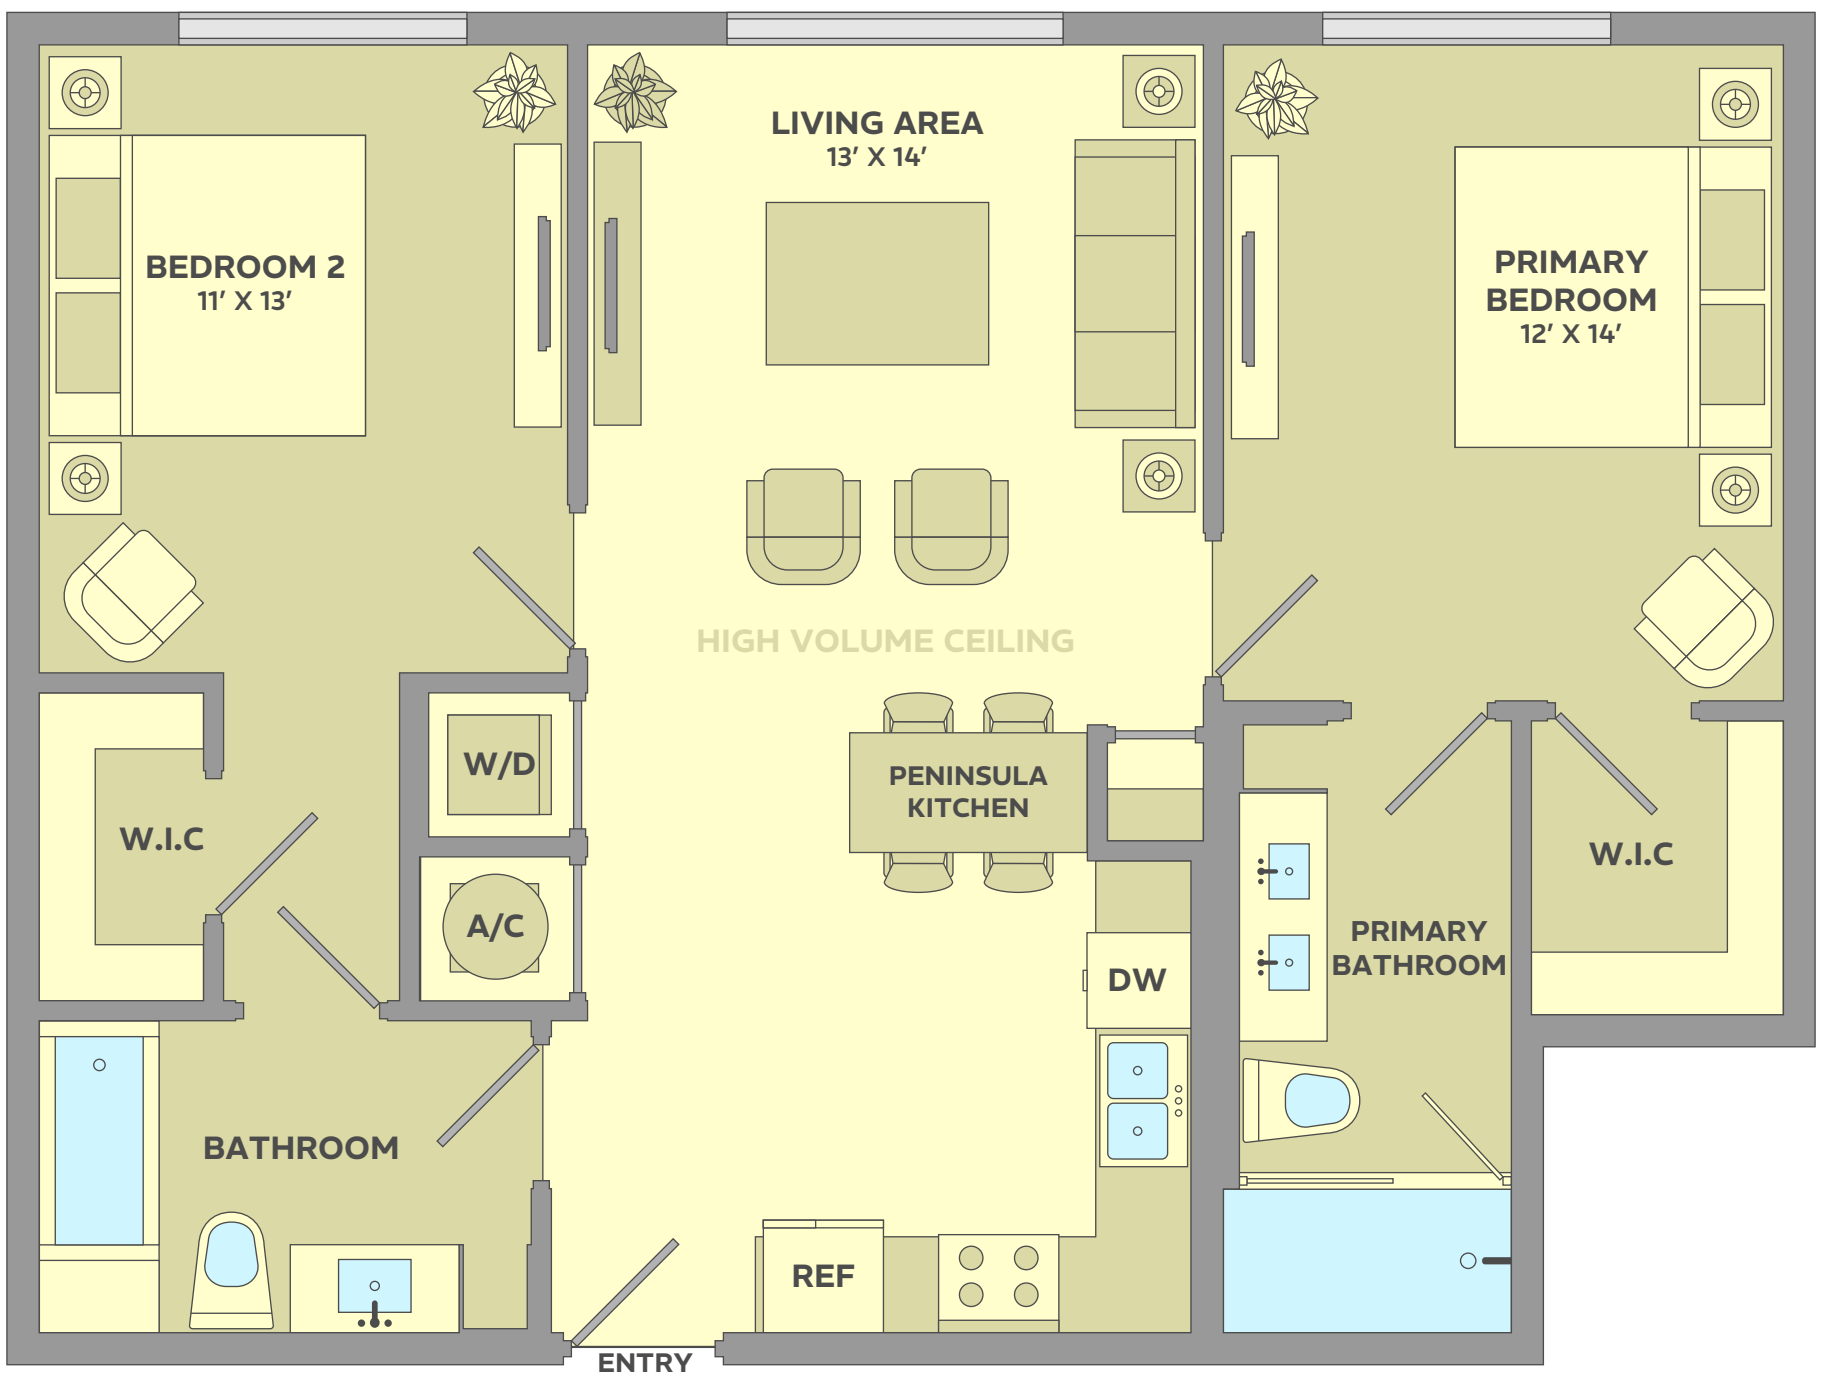 LIVING AREA
13’ X 14’
BEDROOM 2
11’ X 13’
PRIMARY
BEDROOM
12’ X 14’
HIGH VOLUME CEILING
W/D
PENINSULA
KITCHEN
W.I.C
W.I.C
A/C
PRIMARY
BATHROOM
DW
BATHROOM
REF
ENTRY